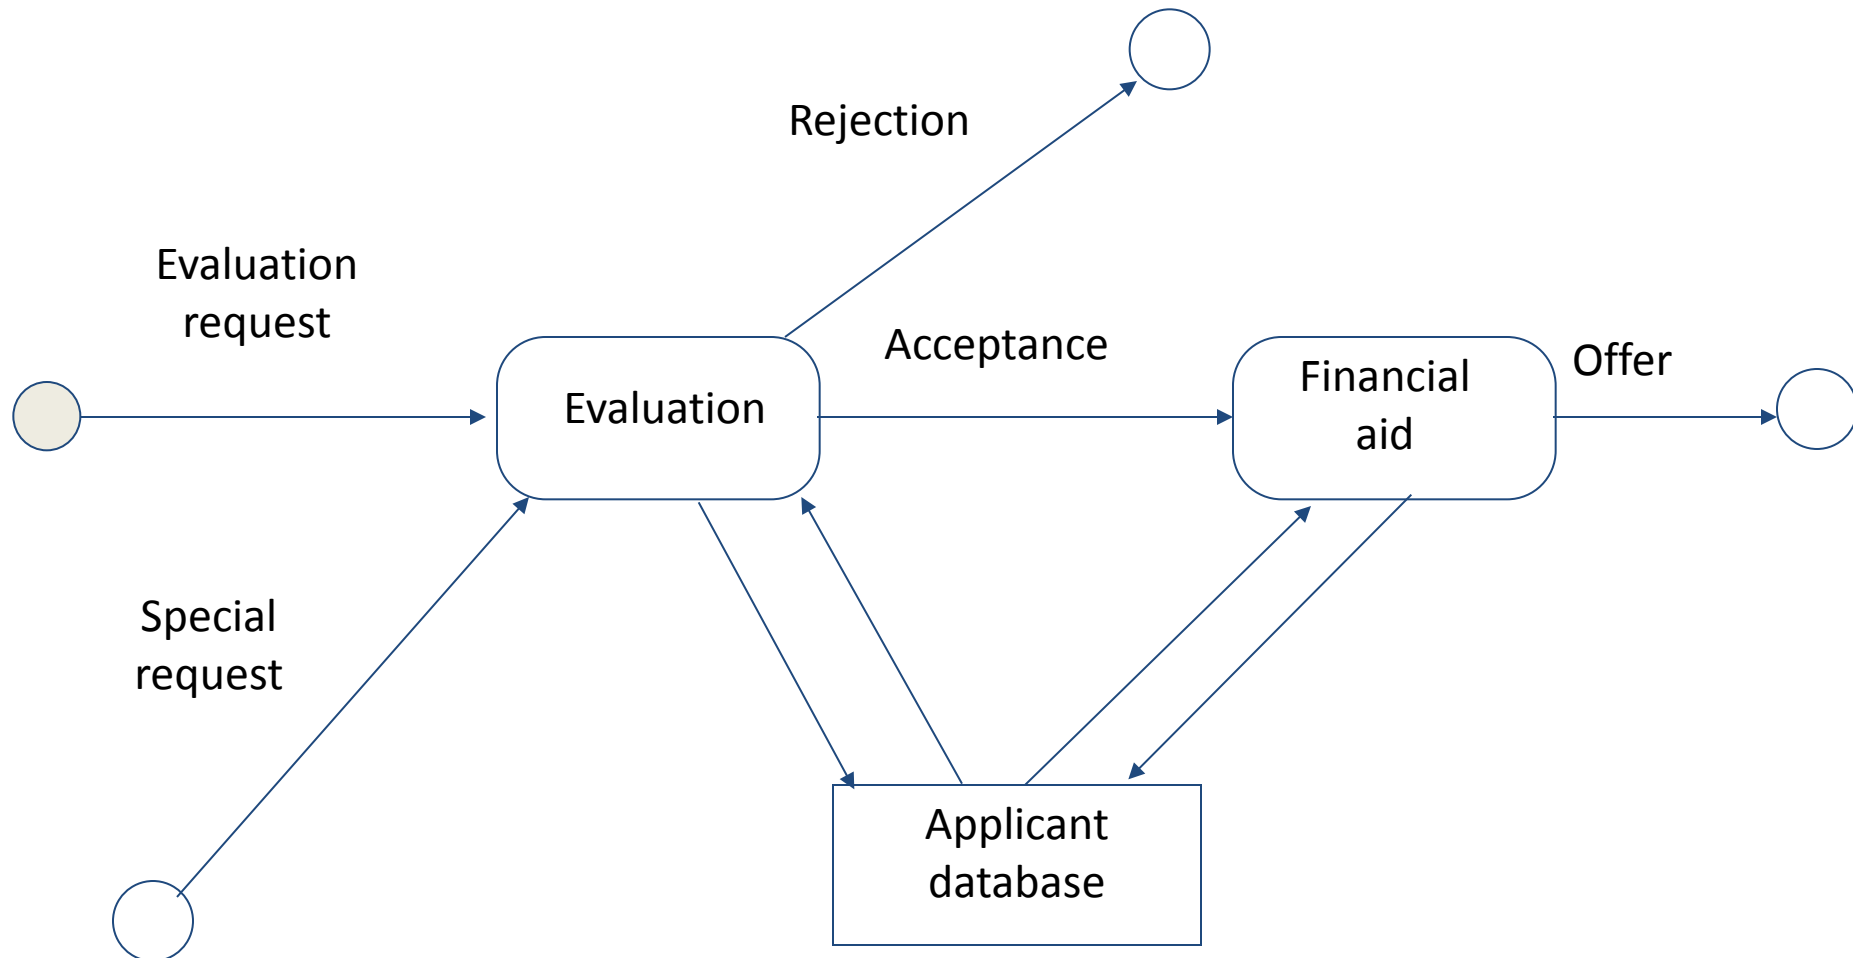 Rejection
Evaluation
request
Acceptance
Offer
Evaluation
Financial
aid
Special
request
Applicant
database